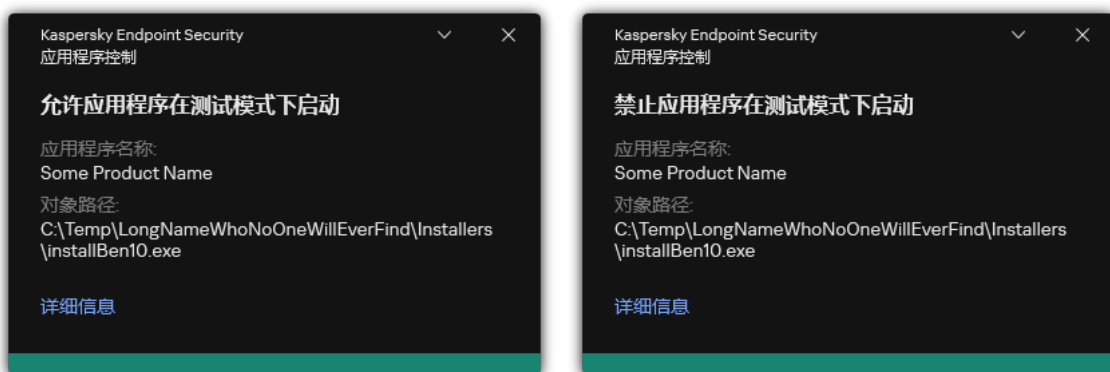 Kaspersky Endpoint Security
应用程序控制
允许应用程序在测试模式下启动
应用程序名称:
Some Product Name
对象路径:
C:\Temp\LongNameWhoNoOneWillEverFind\Installers
\installBen10.exe
详细信息
Kaspersky Endpoint Security
应用程序控制
禁止应用程序在测试模式下启动
应用程序名称:
Some Product Name
对象路径:
C:\Temp\LongNameWhoNoOneWillEverFind\Installers
\installBen10.exe
详细信息